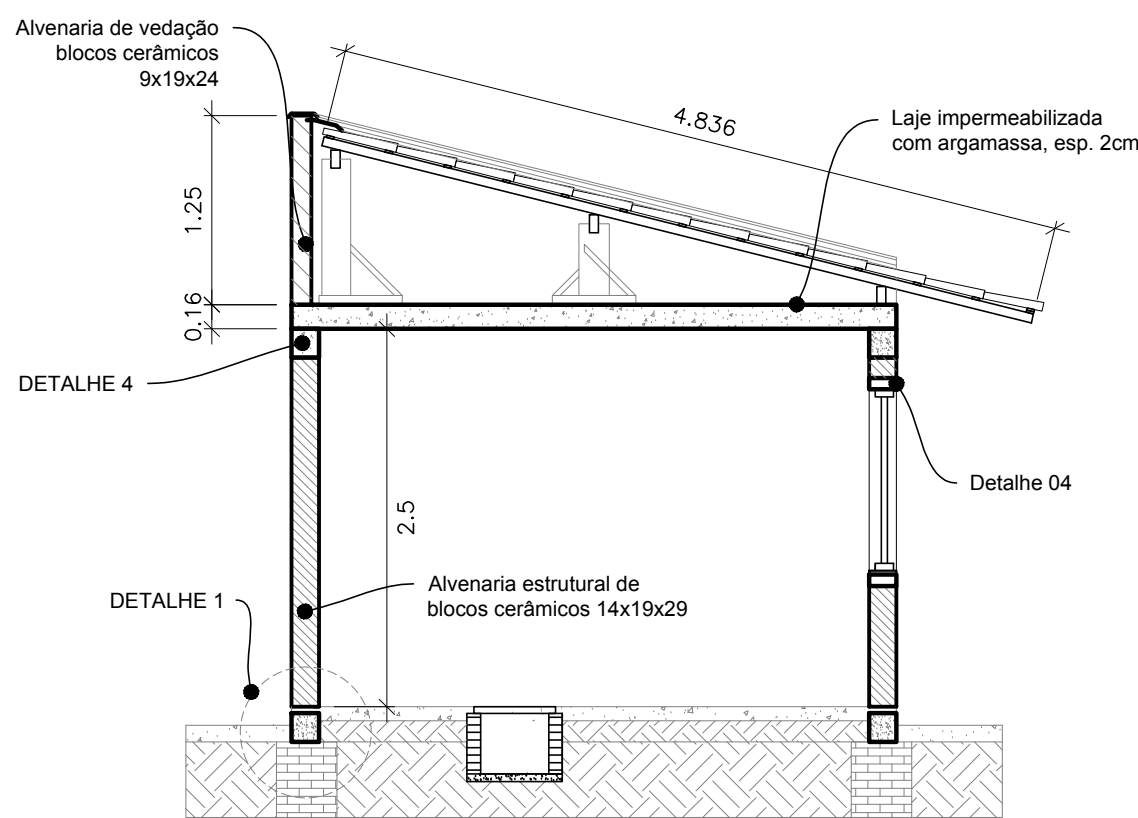 Alvenaria de vedação
blocos cerâmicos
9x19x24
4.836
Laje impermeabilizada
com argamassa, esp. 2cm
1.25
0.16
DETALHE 4
2.5
Detalhe 04
Alvenaria estrutural de
blocos cerâmicos 14x19x29
DETALHE 1